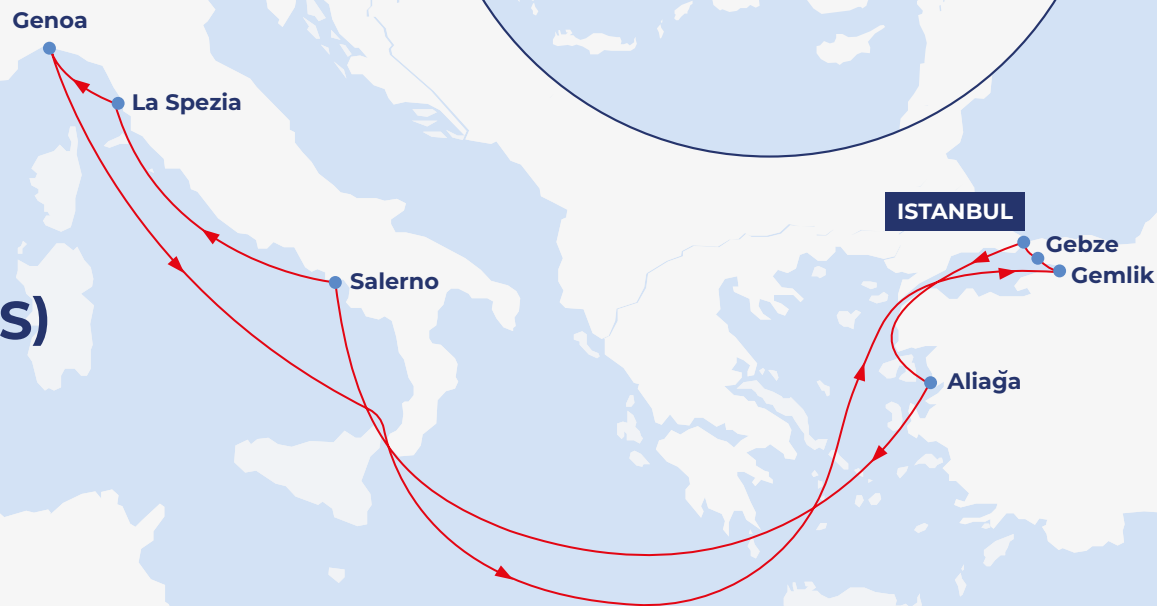 Genoa
La Spezia
ISTANBUL
Gebze
Gemlik
Salerno
S)
Aliağa